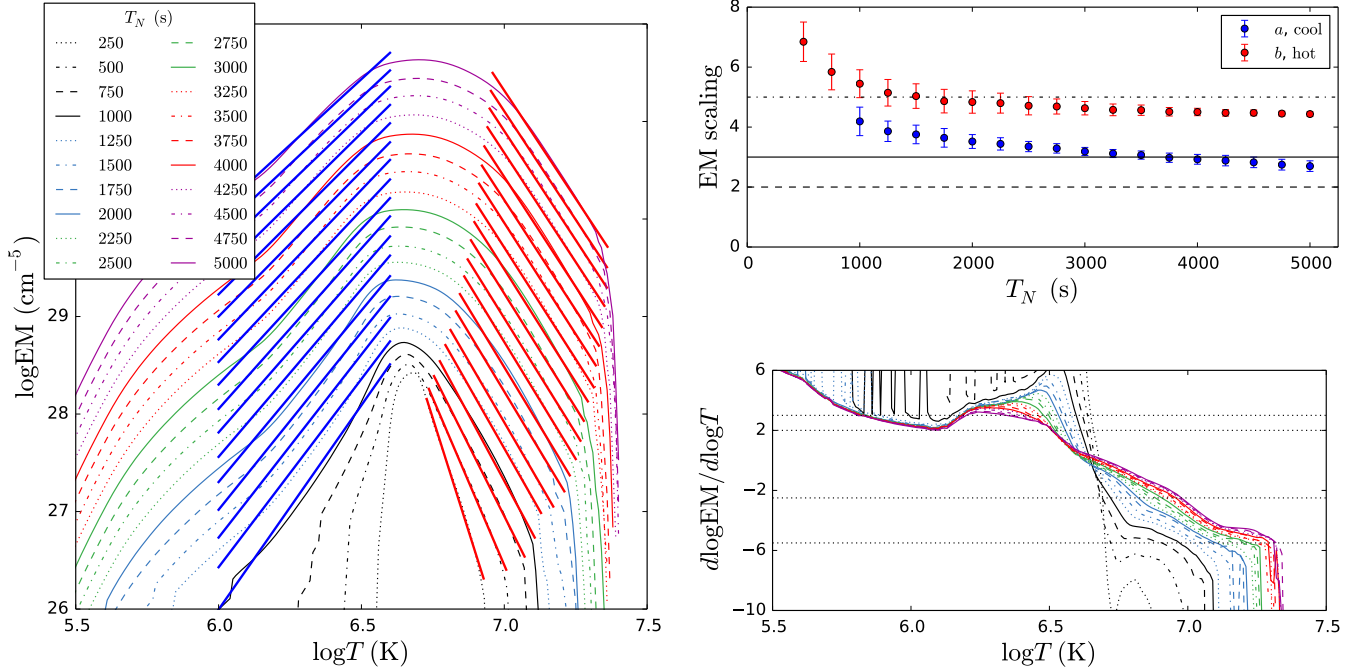 T_N (s)
250 2750
500 3000
750 3250
1000 3500
1250 3750
1500 4000
1750 4250
2000 4500
2250 4750
2500 5000
logEM (cm⁻⁵)
29
28
27
26
5.5 6.0 6.5 7.0 7.5
logT (K)
EM scaling
8
6
4
2
0
a, cool
b, hot
0 1000 2000 3000 4000 5000
T_N (s)
dlogEM/dlogT
6
2
−2
−6
−10
5.5 6.0 6.5 7.0 7.5
logT (K)